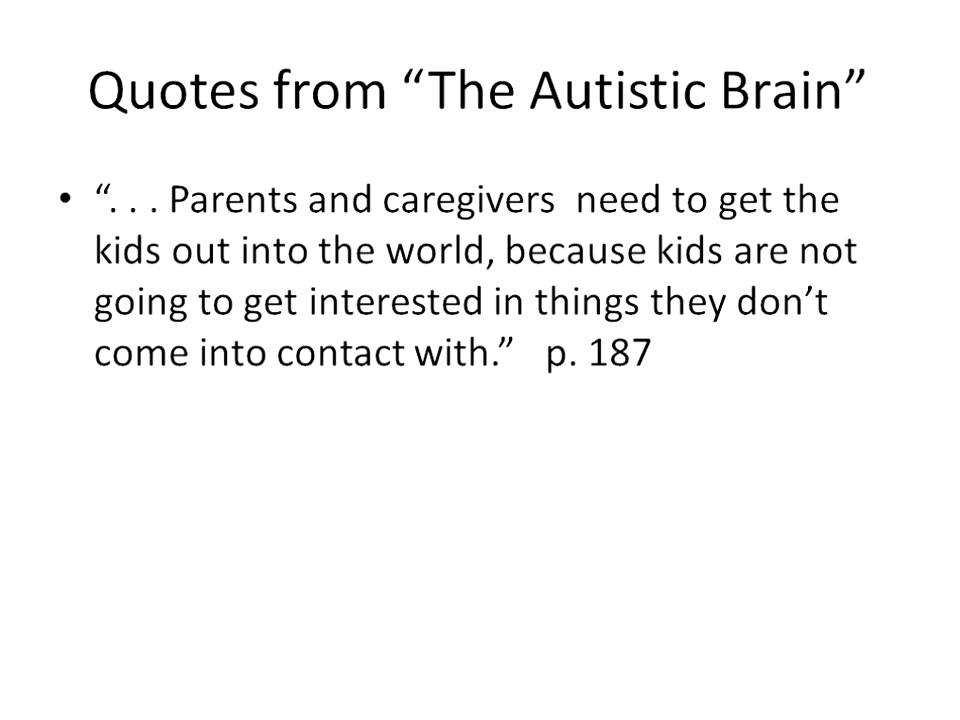 Quotes from “The Autistic Brain”
• “. . . Parents and caregivers  need to get the
kids out into the world, because kids are not
going to get interested in things they don’t
come into contact with.”   p. 187